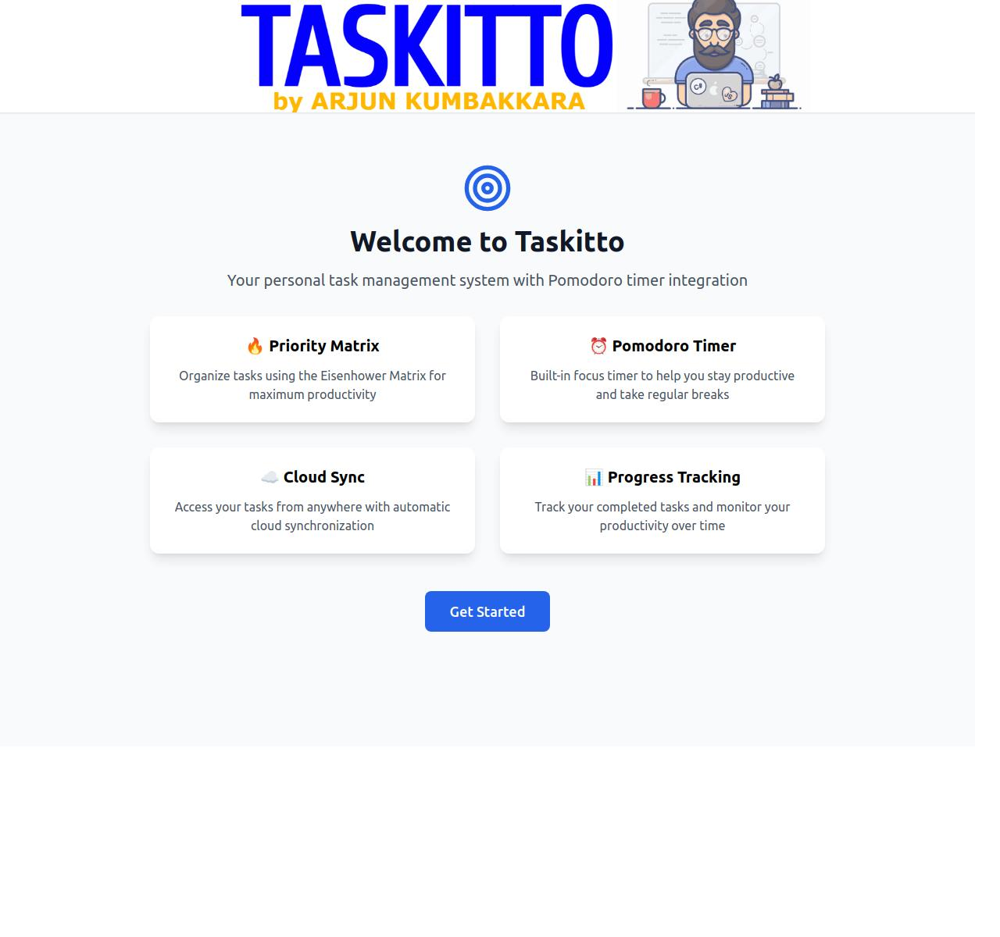 TASKITTO
by ARJUN KUMBAKKARA
C#
JS
Welcome to Taskitto
Your personal task management system with Pomodoro timer integration
🔥 Priority Matrix
Organize tasks using the Eisenhower Matrix for
maximum productivity
⏰ Pomodoro Timer
Built-in focus timer to help you stay productive
and take regular breaks
☁️ Cloud Sync
Access your tasks from anywhere with automatic
cloud synchronization
📊 Progress Tracking
Track your completed tasks and monitor your
productivity over time
Get Started